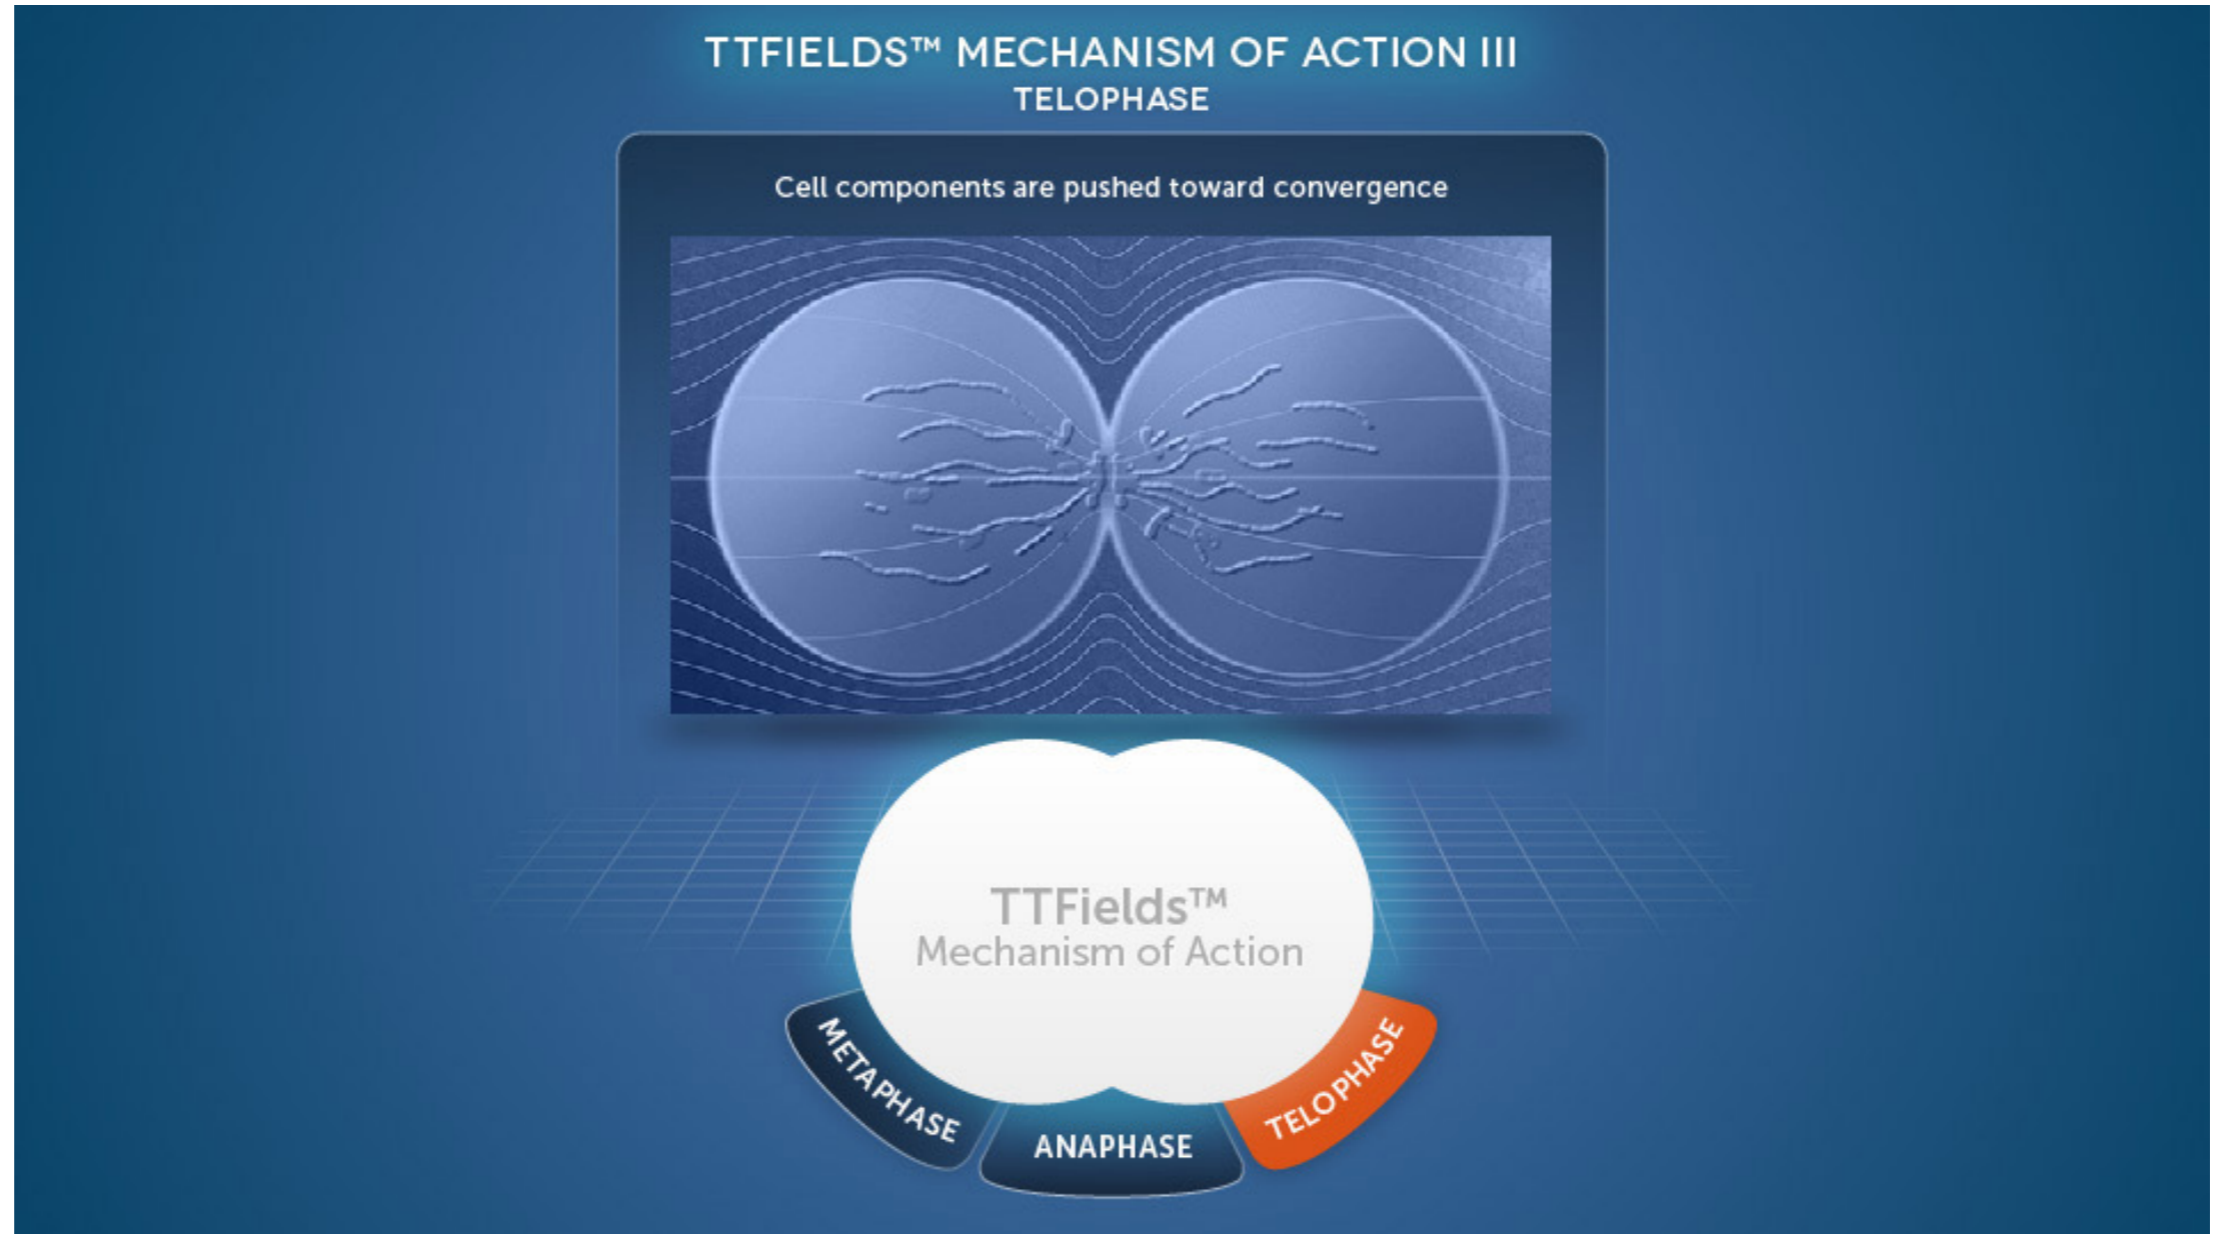 TTFIELDS™ MECHANISM OF ACTION III
TELOPHASE
Cell components are pushed toward convergence
TTFields™
Mechanism of Action
METAPHASE
ANAPHASE
TELOPHASE